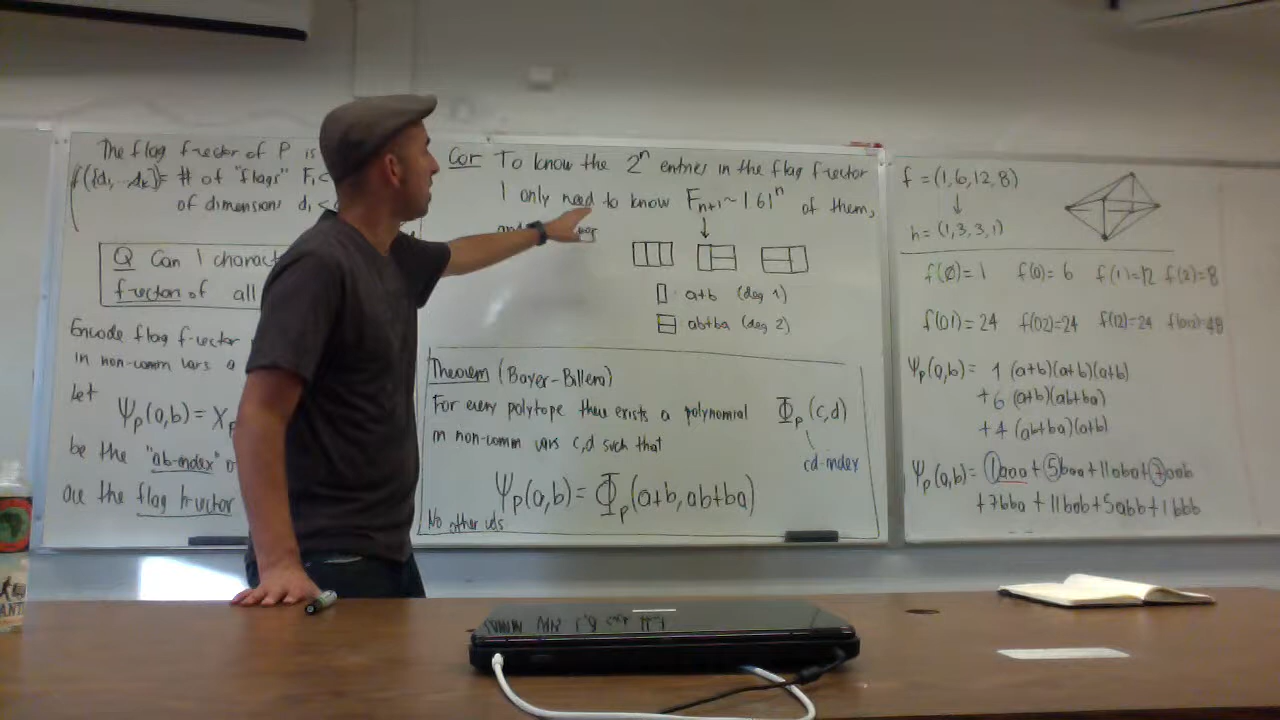 The flag f-vector of P is
f({d₁,...,dₖ})= # of "flags" F₁ <
of dimensions d₁ <
Q Can I charact
f-vector of all
Encode flag f-vector
in non-comm vars a
Let
Ψₚ(a,b) = χₚ
be the "ab-index" o
are the flag h-vector
Cor To know the 2ⁿ entries in the flag f-vector
I only need to know Fₙ₊₁ ~ 1.61ⁿ of them,
▯ : a+b (deg 1)
: ab+ba (deg 2)
Theorem (Bayer-Billera)
For every polytope there exists a polynomial Φₚ(c,d)
in non-comm vars c,d such that
cd-index
Ψₚ(a,b) = Φₚ(a+b, ab+ba)
No other
f = (1,6,12,8)
↓
h = (1,3,3,1)
f(∅)=1 f(0)=6 f(1)=12 f(2)=8
f(01)=24 f(02)=24 f(12)=24 f(012)=48
Ψₚ(a,b) = 1 (a+b)(a+b)(a+b)
+6 (a+b)(ab+ba)
+4 (ab+ba)(a+b)
Ψₚ(a,b) = 1aaa+5baa+11aba+7aab
+7bba+11bab+5abb+1bbb